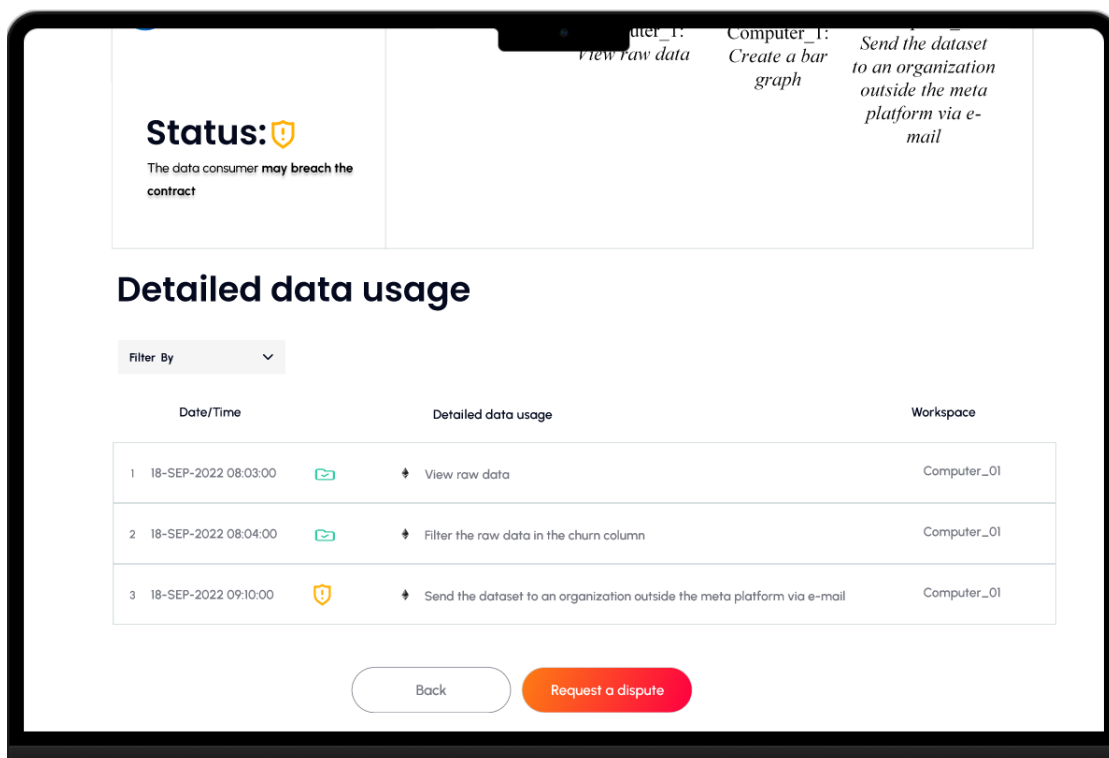 View raw data
Computer_1:
Create a bar
graph
Send the dataset
to an organization
outside the meta
platform via e-
mail
Status:
The data consumer may breach the
contract
Detailed data usage
Filter By
Date/Time Detailed data usage Workspace
1 18-SEP-2022 08:03:00 View raw data Computer_01
2 18-SEP-2022 08:04:00 Filter the raw data in the churn column Computer_01
3 18-SEP-2022 09:10:00 Send the dataset to an organization outside the meta platform via e-mail Computer_01
Back Request a dispute